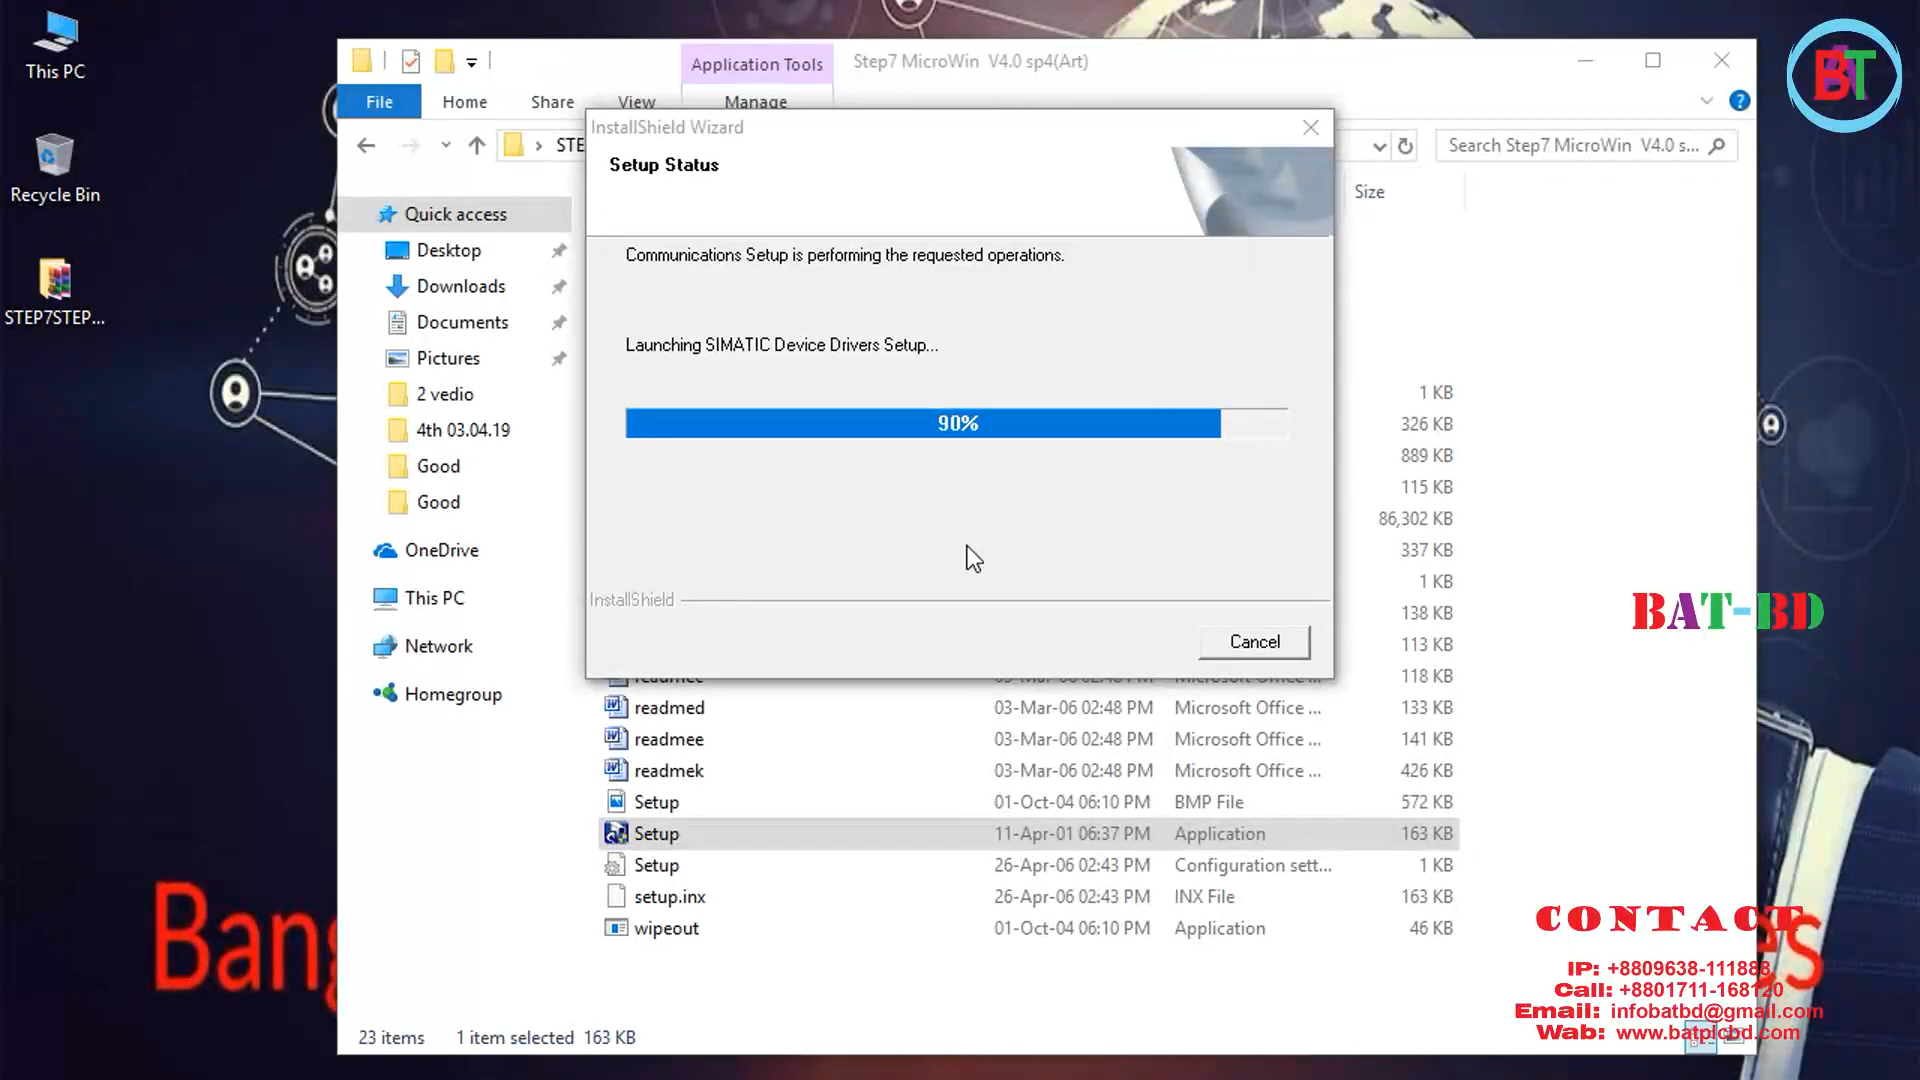 This PC
Recycle Bin
STEP7STEP...
Application Tools
Step7 MicroWin V4.0 sp4(Art)
File
Home
Share
View
Manage
STE
Search Step7 MicroWin V4.0 s...
Size
Quick access
Desktop
Downloads
Documents
Pictures
2 vedio
4th 03.04.19
Good
Good
OneDrive
This PC
Network
Homegroup
InstallShield Wizard
Setup Status
Communications Setup is performing the requested operations.
Launching SIMATIC Device Drivers Setup...
90%
InstallShield
Cancel
1 KB
326 KB
889 KB
115 KB
86,302 KB
337 KB
1 KB
138 KB
113 KB
118 KB
readmed 03-Mar-06 02:48 PM Microsoft Office ... 133 KB
readmee 03-Mar-06 02:48 PM Microsoft Office ... 141 KB
readmek 03-Mar-06 02:48 PM Microsoft Office ... 426 KB
Setup 01-Oct-04 06:10 PM BMP File 572 KB
Setup 11-Apr-01 06:37 PM Application 163 KB
Setup 26-Apr-06 02:43 PM Configuration sett... 1 KB
setup.inx 26-Apr-06 02:43 PM INX File 163 KB
wipeout 01-Oct-04 06:10 PM Application 46 KB
23 items 1 item selected 163 KB
BAT
BAT-BD
Bang
es
CONTACT
IP: +8809638-111888
Call: +8801711-168120
Email: infobatbd@gmail.com
Wab: www.batplcbd.com